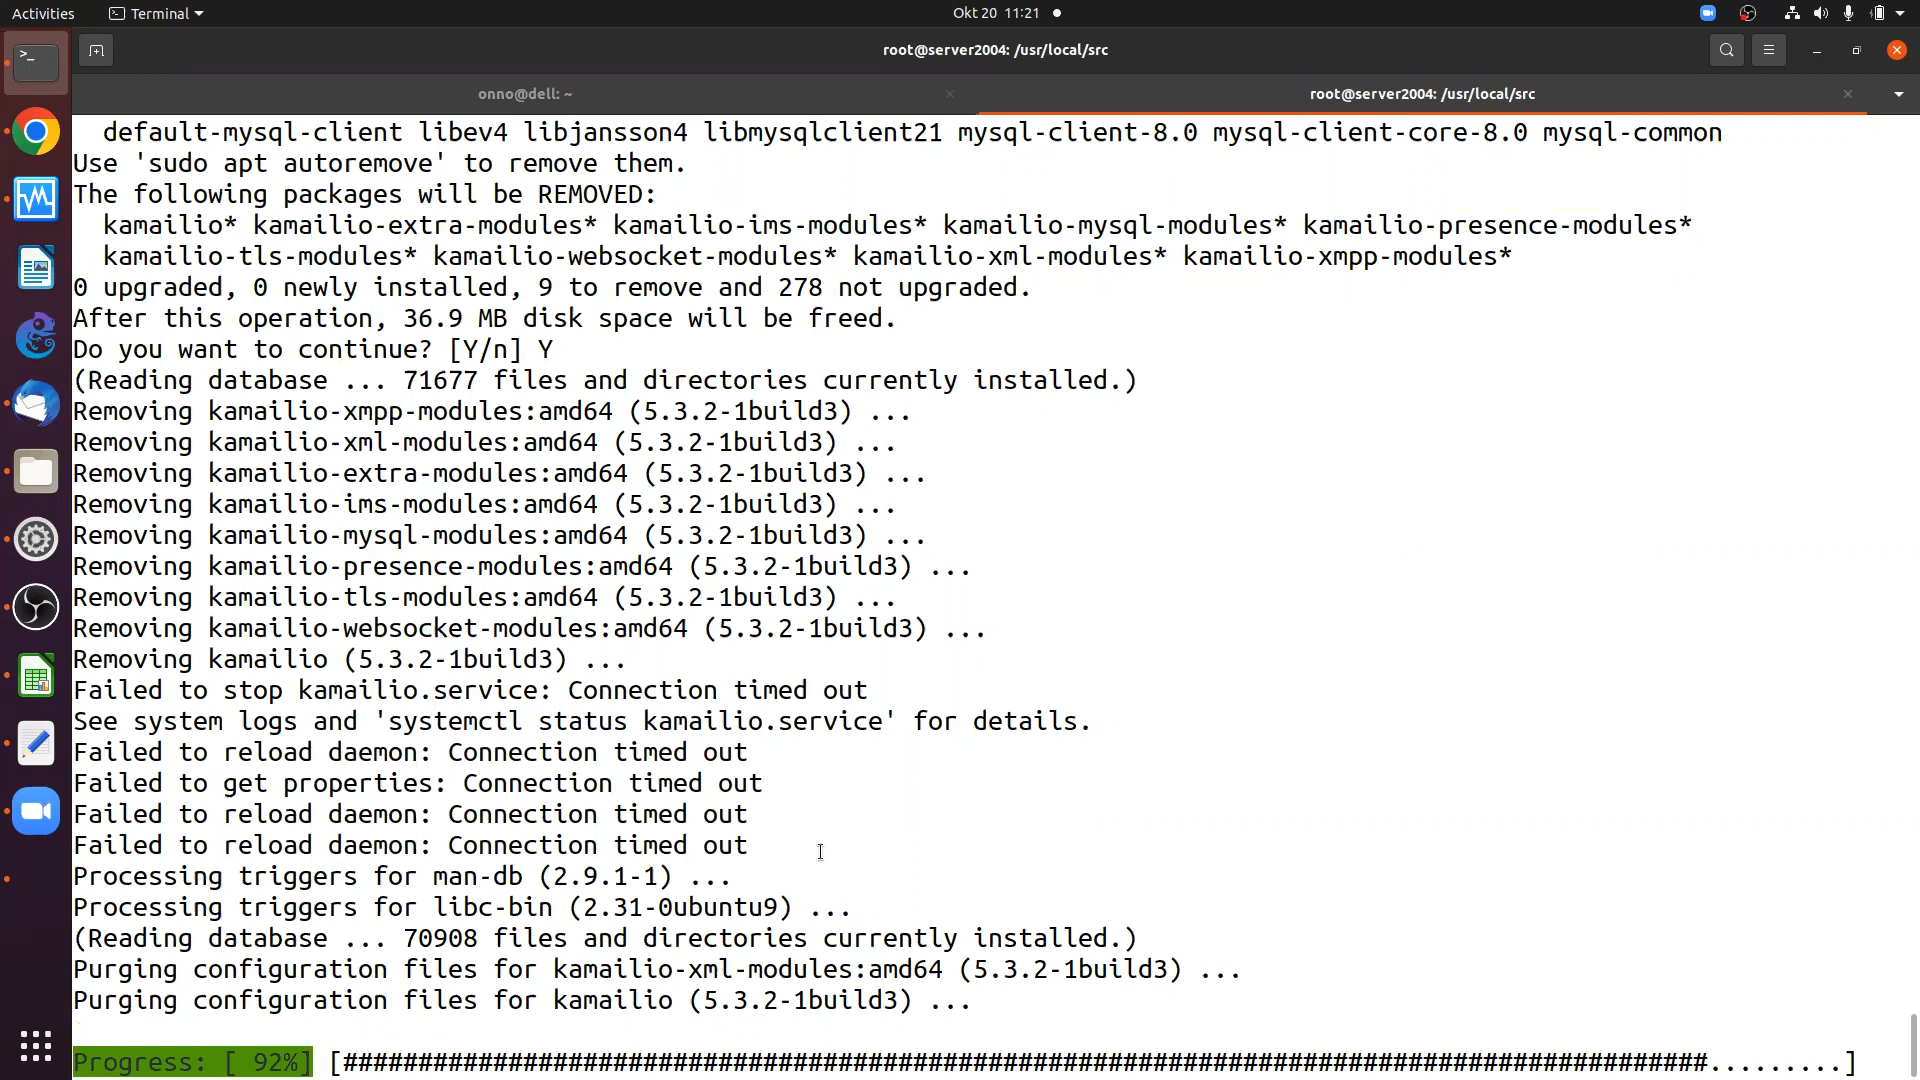 Activities
Terminal
Okt 20 11:21
root@server2004: /usr/local/src
onno@dell: ~
root@server2004: /usr/local/src
default-mysql-client libev4 libjansson4 libmysqlclient21 mysql-client-8.0 mysql-client-core-8.0 mysql-common
Use 'sudo apt autoremove' to remove them.
The following packages will be REMOVED:
kamailio* kamailio-extra-modules* kamailio-ims-modules* kamailio-mysql-modules* kamailio-presence-modules*
kamailio-tls-modules* kamailio-websocket-modules* kamailio-xml-modules* kamailio-xmpp-modules*
0 upgraded, 0 newly installed, 9 to remove and 278 not upgraded.
After this operation, 36.9 MB disk space will be freed.
Do you want to continue? [Y/n] Y
(Reading database ... 71677 files and directories currently installed.)
Removing kamailio-xmpp-modules:amd64 (5.3.2-1build3) ...
Removing kamailio-xml-modules:amd64 (5.3.2-1build3) ...
Removing kamailio-extra-modules:amd64 (5.3.2-1build3) ...
Removing kamailio-ims-modules:amd64 (5.3.2-1build3) ...
Removing kamailio-mysql-modules:amd64 (5.3.2-1build3) ...
Removing kamailio-presence-modules:amd64 (5.3.2-1build3) ...
Removing kamailio-tls-modules:amd64 (5.3.2-1build3) ...
Removing kamailio-websocket-modules:amd64 (5.3.2-1build3) ...
Removing kamailio (5.3.2-1build3) ...
Failed to stop kamailio.service: Connection timed out
See system logs and 'systemctl status kamailio.service' for details.
Failed to reload daemon: Connection timed out
Failed to get properties: Connection timed out
Failed to reload daemon: Connection timed out
Failed to reload daemon: Connection timed out
Processing triggers for man-db (2.9.1-1) ...
Processing triggers for libc-bin (2.31-0ubuntu9) ...
(Reading database ... 70908 files and directories currently installed.)
Purging configuration files for kamailio-xml-modules:amd64 (5.3.2-1build3) ...
Purging configuration files for kamailio (5.3.2-1build3) ...
Progress: [ 92%] [###########################################################################################.........]